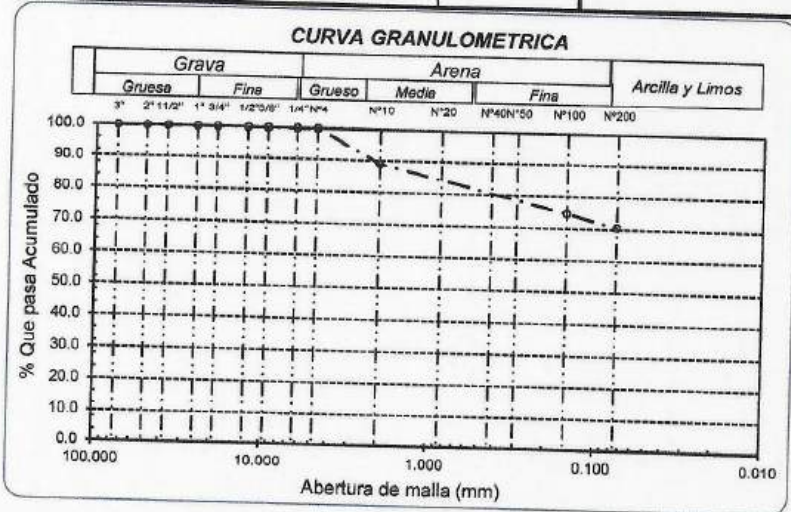 CURVA GRANULOMETRICA
Grava Arena Arcilla y Limos
Gruesa Fina Grueso Media Fina
3" 2" 11/2" 1" 3/4" 1/2"3/8" 1/4" Nº4 Nº10 Nº20 Nº40Nº50 Nº100 Nº200
100.0
90.0
80.0
70.0
60.0
50.0
40.0
30.0
20.0
10.0
0.0
% Que pasa Acumulado
100.000 10.000 1.000 0.100 0.010
Abertura de malla (mm)